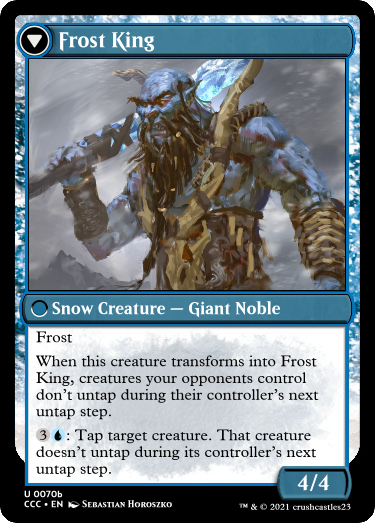 Frost King
Snow Creature — Giant Noble
Frost
When this creature transforms into Frost
King, creatures your opponents control
don't untap during their controller's next
untap step.
3: Tap target creature. That creature
doesn't untap during its controller's next
untap step.
4/4
U 0070b
CCC • EN Sebastian Horoszko
™ & © 2021 crushcastles23